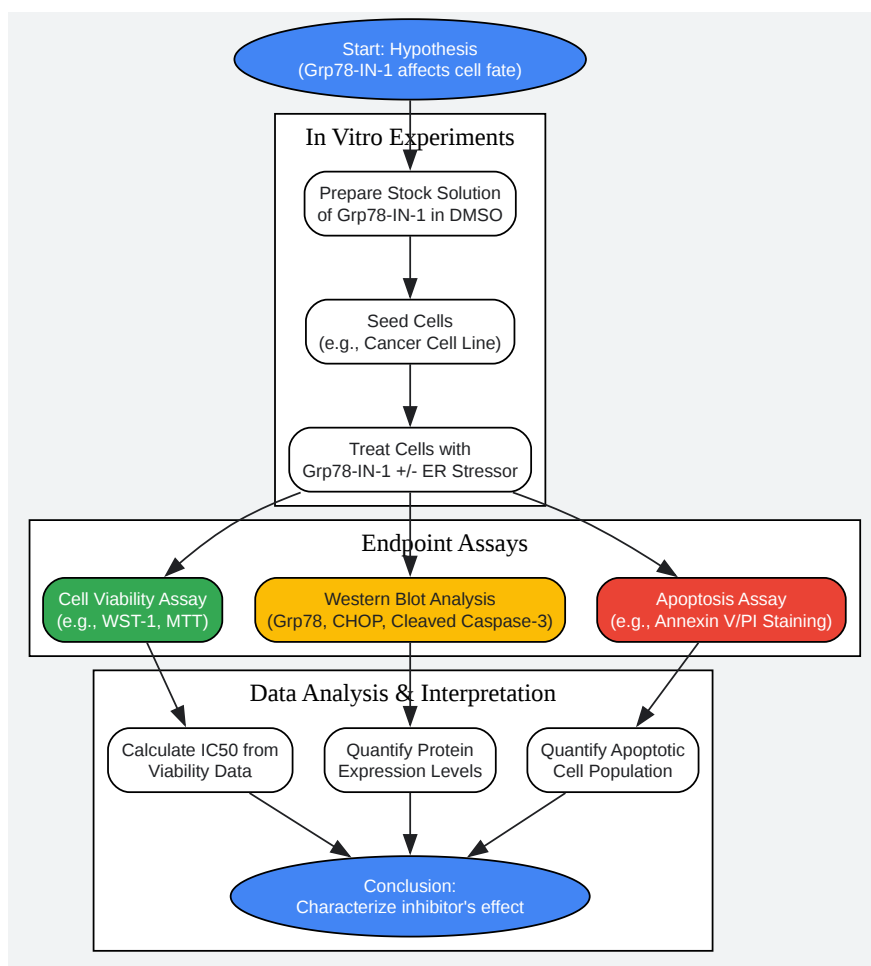 Start: Hypothesis
(Grp78-IN-1 affects cell fate)
In Vitro Experiments
Prepare Stock Solution
of Grp78-IN-1 in DMSO
Seed Cells
(e.g., Cancer Cell Line)
Treat Cells with
Grp78-IN-1 +/- ER Stressor
Endpoint Assays
Cell Viability Assay
(e.g., WST-1, MTT)
Western Blot Analysis
(Grp78, CHOP, Cleaved Caspase-3)
Apoptosis Assay
(e.g., Annexin V/PI Staining)
Data Analysis & Interpretation
Calculate IC50 from
Viability Data
Quantify Protein
Expression Levels
Quantify Apoptotic
Cell Population
Conclusion:
Characterize inhibitor's effect